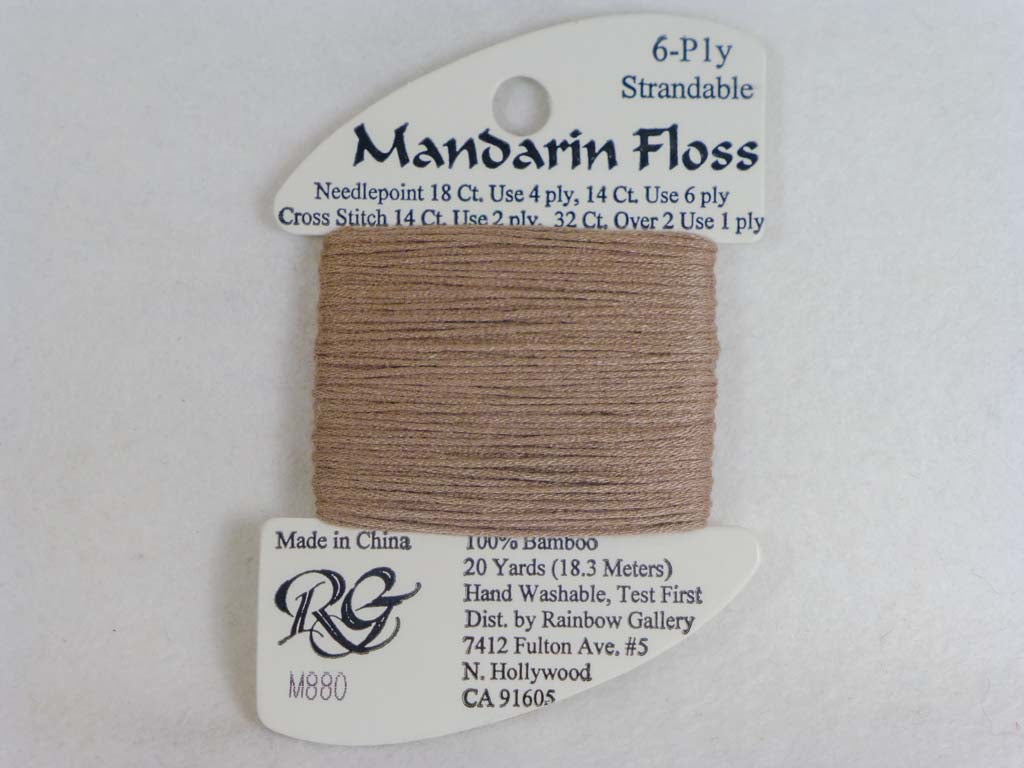 6-Ply
Strandable
Mandarin Floss
Needlepoint 18 Ct. Use 4 ply, 14 Ct. Use 6 ply
Cross Stitch 14 Ct. Use 2 ply, 32 Ct. Over 2 Use 1 ply
Made in China
RG
M880
100% Bamboo
20 Yards (18.3 Meters)
Hand Washable, Test First
Dist. by Rainbow Gallery
7412 Fulton Ave. #5
N. Hollywood
CA 91605